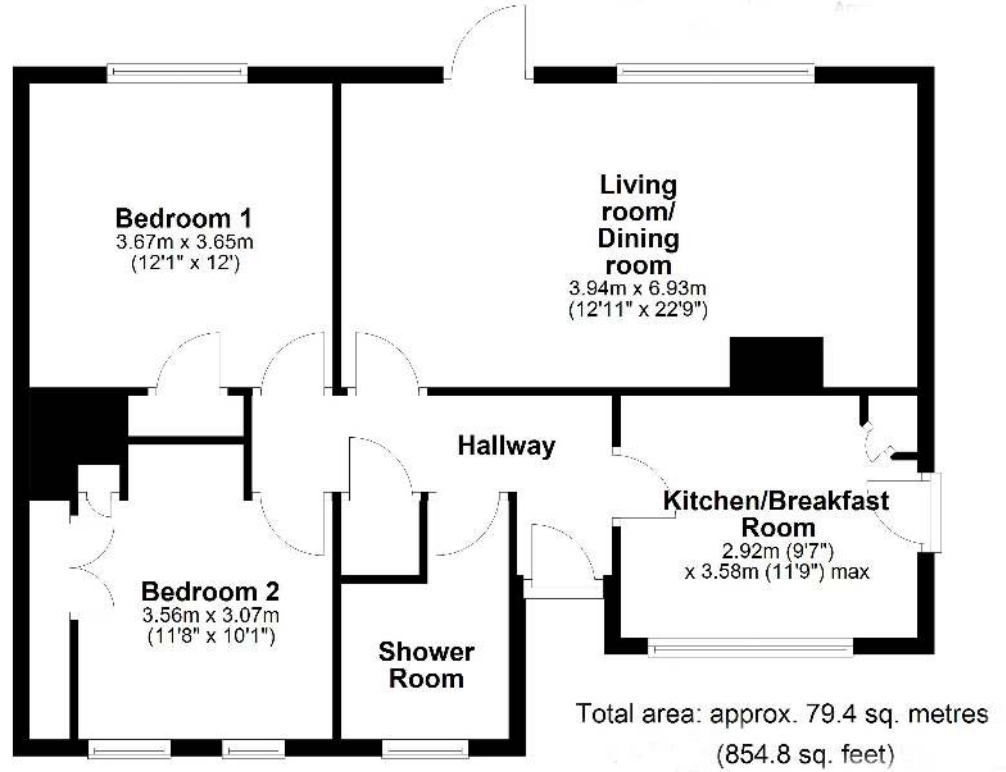 Bedroom 1
3.67m x 3.65m
(12'1" x 12')
Living
room/
Dining
room
3.94m x 6.93m
(12'11" x 22'9")
Hallway
Kitchen/Breakfast
Room
2.92m (9'7")
x 3.58m (11'9") max
Bedroom 2
3.56m x 3.07m
(11'8" x 10'1")
Shower
Room
Total area: approx. 79.4 sq. metres
(854.8 sq. feet)